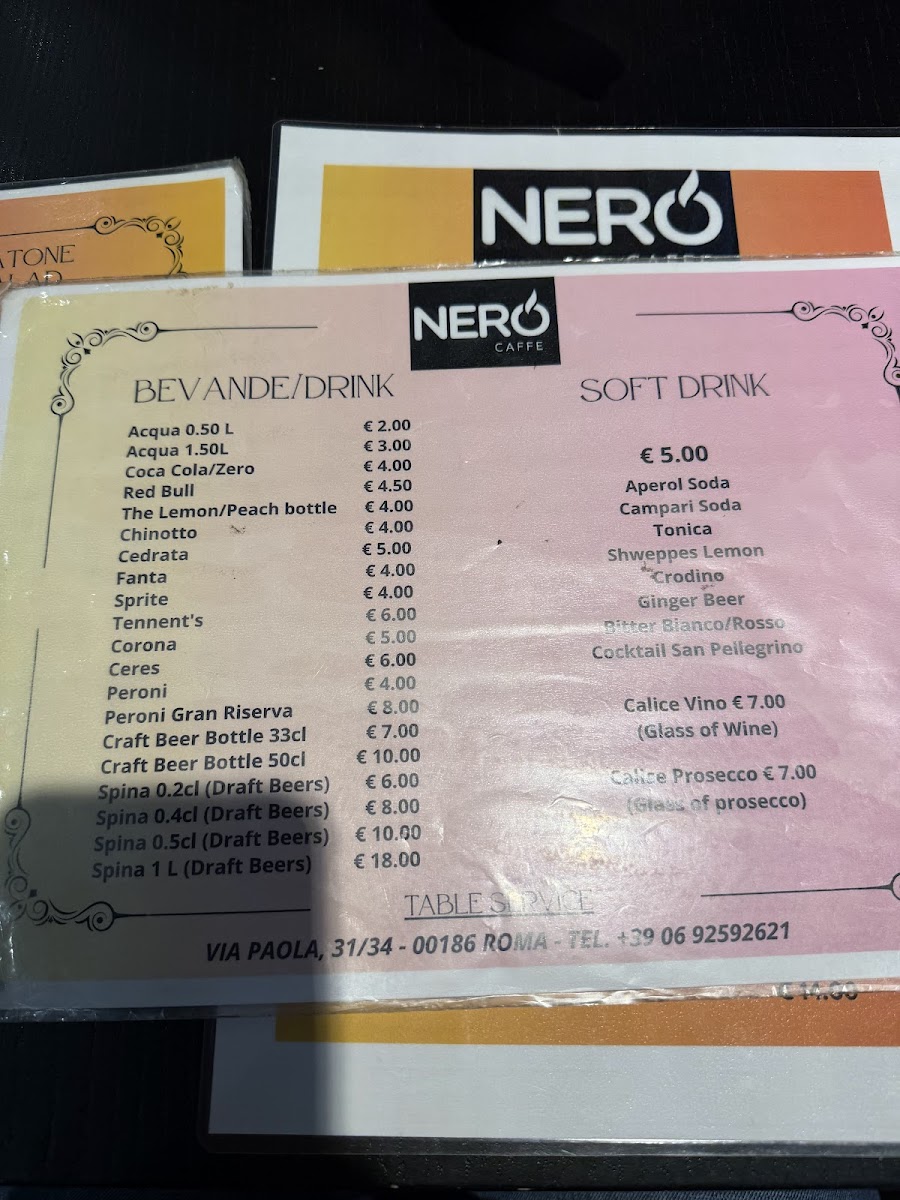 NERO
ATONE
NERO
CAFFE
BEVANDE/DRINK
Acqua 0.50 L € 2.00
Acqua 1.50L € 3.00
Coca Cola/Zero € 4.00
Red Bull € 4.50
The Lemon/Peach bottle € 4.00
Chinotto € 4.00
Cedrata € 5.00
Fanta € 4.00
Sprite € 4.00
Tennent's € 6.00
Corona € 5.00
Ceres € 6.00
Peroni € 4.00
Peroni Gran Riserva € 8.00
Craft Beer Bottle 33cl € 7.00
Craft Beer Bottle 50cl € 10.00
Spina 0.2cl (Draft Beers) € 6.00
Spina 0.4cl (Draft Beers) € 8.00
Spina 0.5cl (Draft Beers) € 10.00
Spina 1 L (Draft Beers) € 18.00
SOFT DRINK
€ 5.00
Aperol Soda
Campari Soda
Tonica
Shweppes Lemon
Crodino
Ginger Beer
Bitter Bianco/Rosso
Cocktail San Pellegrino
Calice Vino € 7.00
(Glass of Wine)
Calice Prosecco € 7.00
(Glass of prosecco)
TABLE SERVICE
VIA PAOLA, 31/34 - 00186 ROMA - TEL. +39 06 92592621
€ 14.00